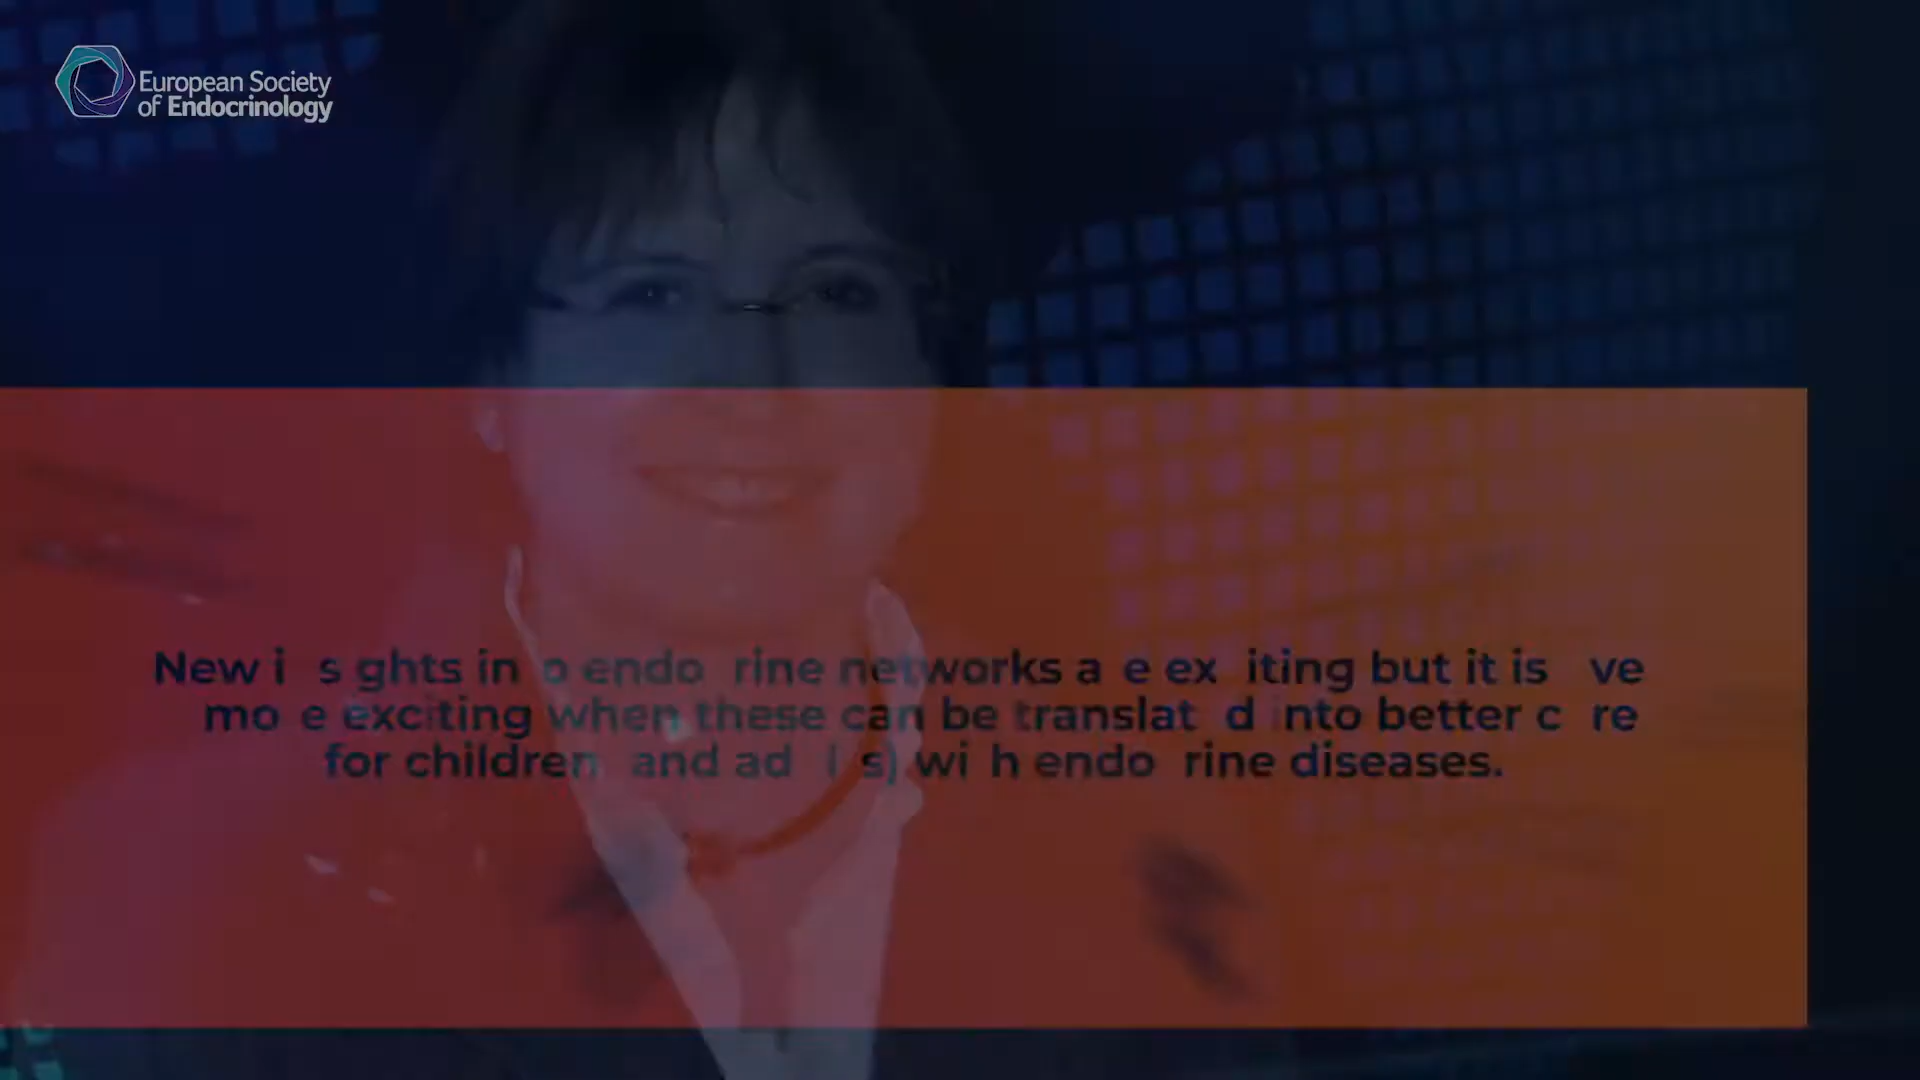 European Society
of Endocrinology
New i s ghts in o endo rine networks a e ex iting but it is ve
mo e exciting when these can be translat d into better c re
for children and ad l s) wi h endo rine diseases.